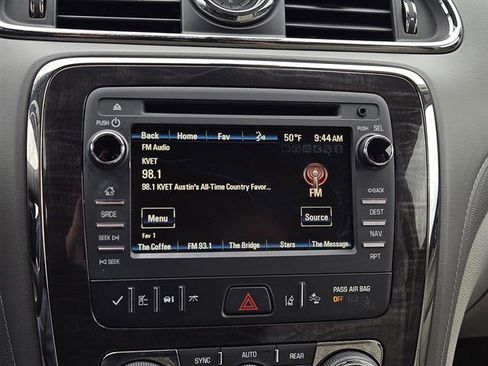 PUSH
PUSH SEL
Back Home Fav 50°F 9:44 AM
FM Audio
KVET
98.1
98.1 KVET Austin's All-Time Country Favor...
FM
Menu Source
Fav 1
The Coffee FM 93.1 The Bridge Stars The Message
SRCE
SEEK
SEEK
BACK
DEST
NAV
RPT
PASS AIR BAG
OFF
SYNC AUTO REAR